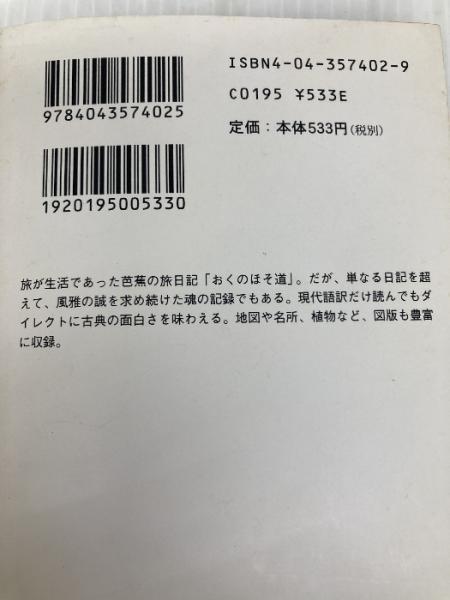 ISBN4-04-357402-9
9784043574025
C0195 ¥533E
定価：本体533円（税別）
1920195005330
旅が生活であった芭蕉の旅日記「おくのほそ道」。だが、単なる日記を超
えて、風雅の誠を求め続けた魂の記録でもある。現代語訳だけ読んでもダ
イレクトに古典の面白さを味わえる。地図や名所、植物など、図版も豊富
に収録。